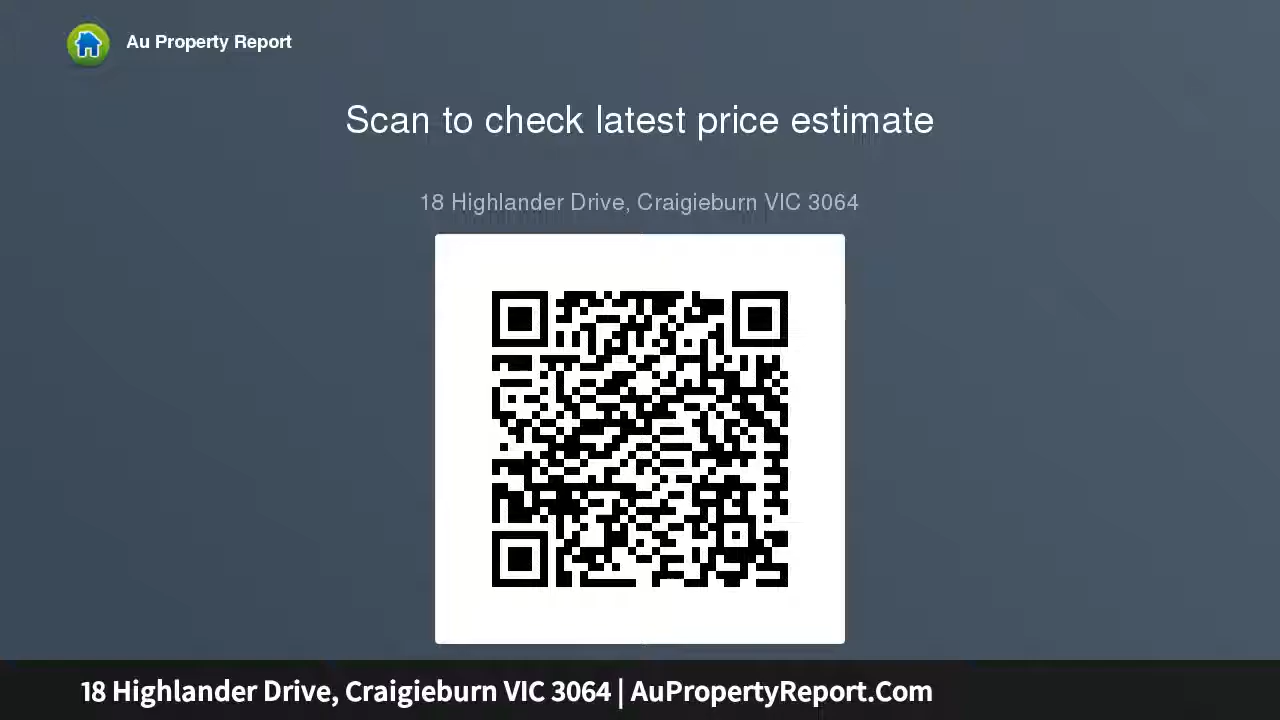 Au Property Report
Scan to check latest price estimate
18 Highlander Drive, Craigieburn VIC 3064
18 Highlander Drive, Craigieburn VIC 3064 | AuPropertyReport.Com